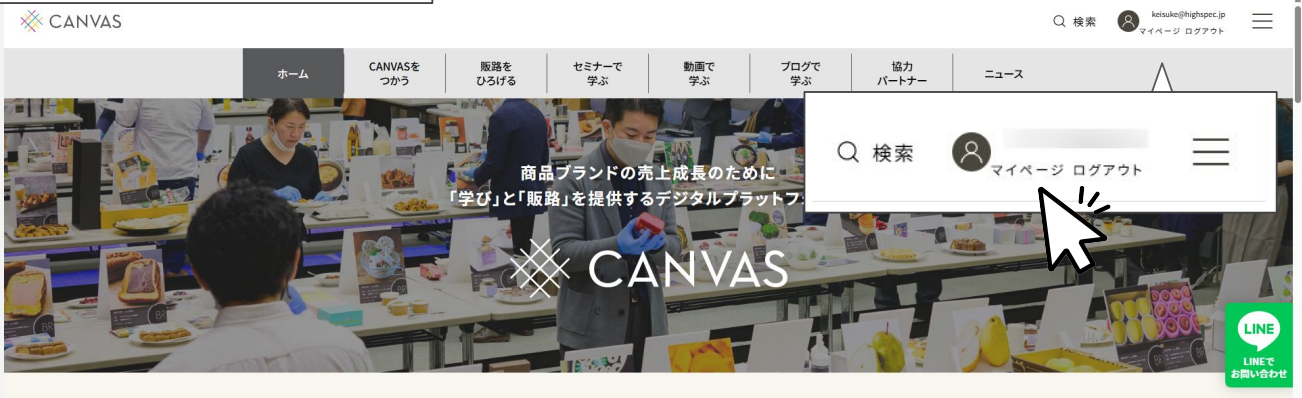 CANVAS
検索
keisuke@highspec.jp
マイページ ログアウト
ホーム
CANVASを
つかう
販路を
ひろげる
セミナーで
学ぶ
動画で
学ぶ
ブログで
学ぶ
協力
パートナー
ニュース
検索
マイページ ログアウト
商品ブランドの売上成長のために
「学び」と「販路」を提供するデジタルプラットフ
CANVAS
LINE
LINEで
お問い合わせ